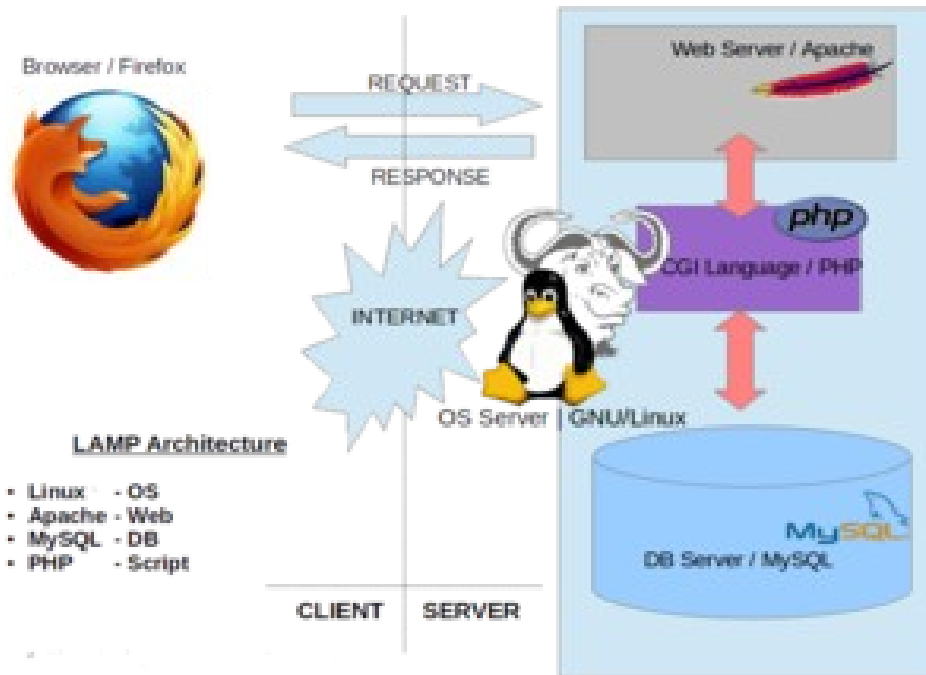 Browser / Firefox
REQUEST
RESPONSE
Web Server / Apache
php
CGI Language / PHP
INTERNET
OS Server | GNU/Linux
MySQL
DB Server / MySQL
LAMP Architecture
• Linux - OS
• Apache - Web
• MySQL - DB
• PHP - Script
CLIENT
SERVER